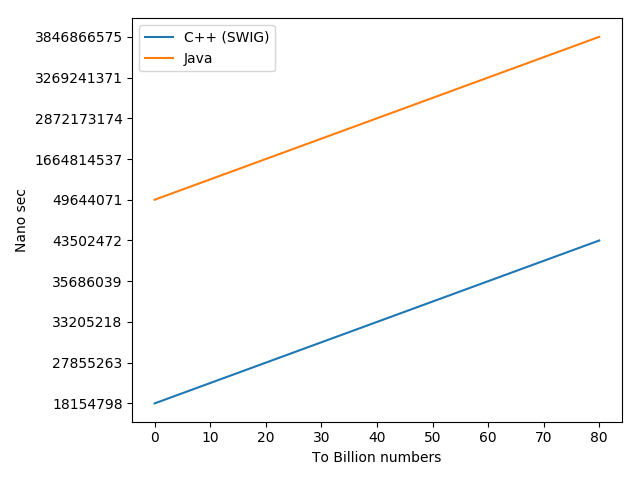 C++ (SWIG)
Java
3846866575
3269241371
2872173174
1664814537
49644071
43502472
35686039
33205218
27855263
18154798
Nano sec
0 10 20 30 40 50 60 70 80
To Billion numbers